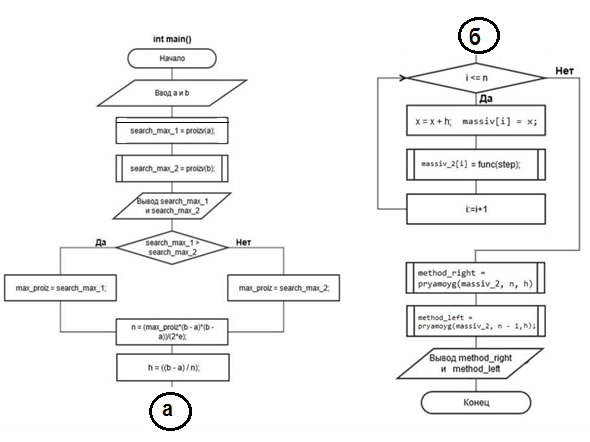 int main()
Начало
Ввод a и b
search_max_1 = proizv(a);
search_max_2 = proizv(b);
Вывод search_max_1
и search_max_2
Да
search_max_1 >
search_max_2
Нет
max_proiz = search_max_1;
max_proiz = search_max_2;
n = (max_proiz*(b - a)*(b -
a))/(2*e);
h = ((b - a) / n);
а
б
i <= n
Нет
Да
x = x + h; massiv[i] = x;
massiv_2[i] = func(step);
i:=i+1
method_right =
pryamoyg(massiv_2, n, h)
method_left =
pryamoyg(massiv_2, n - 1,h);
Вывод method_right
и method_left
Конец